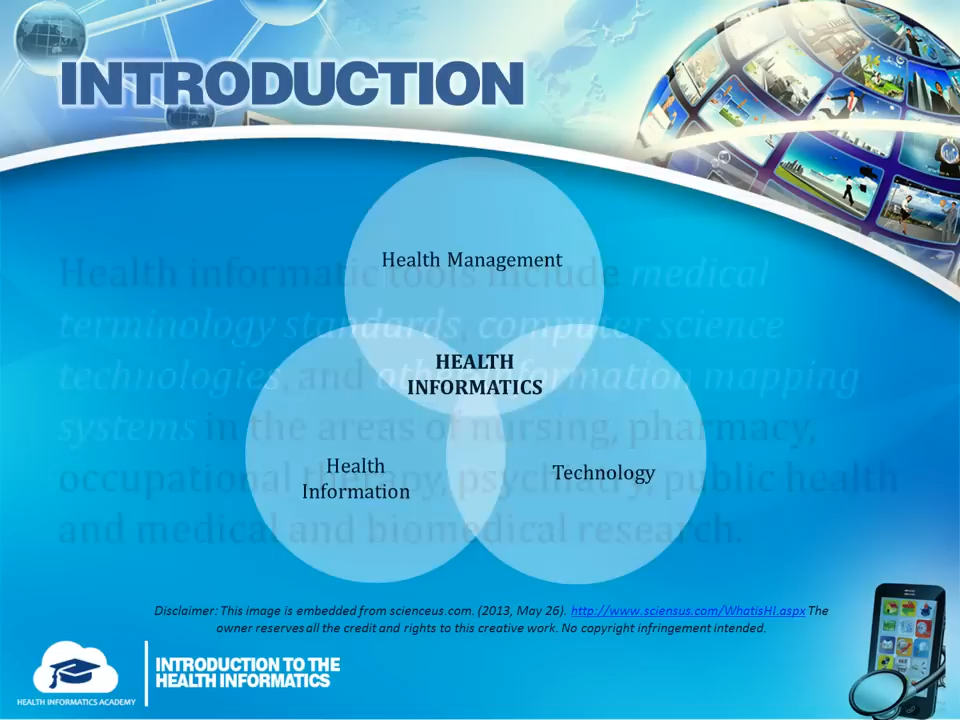 INTRODUCTION
Health Management
Health informatic tools include medical
terminology standards, computer science
HEALTH
INFORMATICS
technologies, and other information mapping
systems in the areas of nursing, pharmacy,
Health
Information
Technology
occupational therapy, psychiatry, public health
and medical and biomedical research.
Disclaimer: This image is embedded from scienceus.com. (2013, May 26). http://www.sciensus.com/WhatisHI.aspx The
owner reserves all the credit and rights to this creative work. No copyright infringement intended.
INTRODUCTION TO THE
HEALTH INFORMATICS
HEALTH INFORMATICS ACADEMY